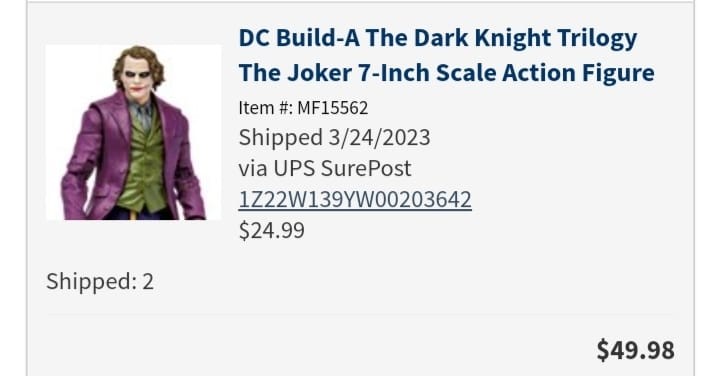 DC Build-A The Dark Knight Trilogy
The Joker 7-Inch Scale Action Figure
Item #: MF15562
Shipped 3/24/2023
via UPS SurePost
1Z22W139YW00203642
$24.99
Shipped: 2
$49.98